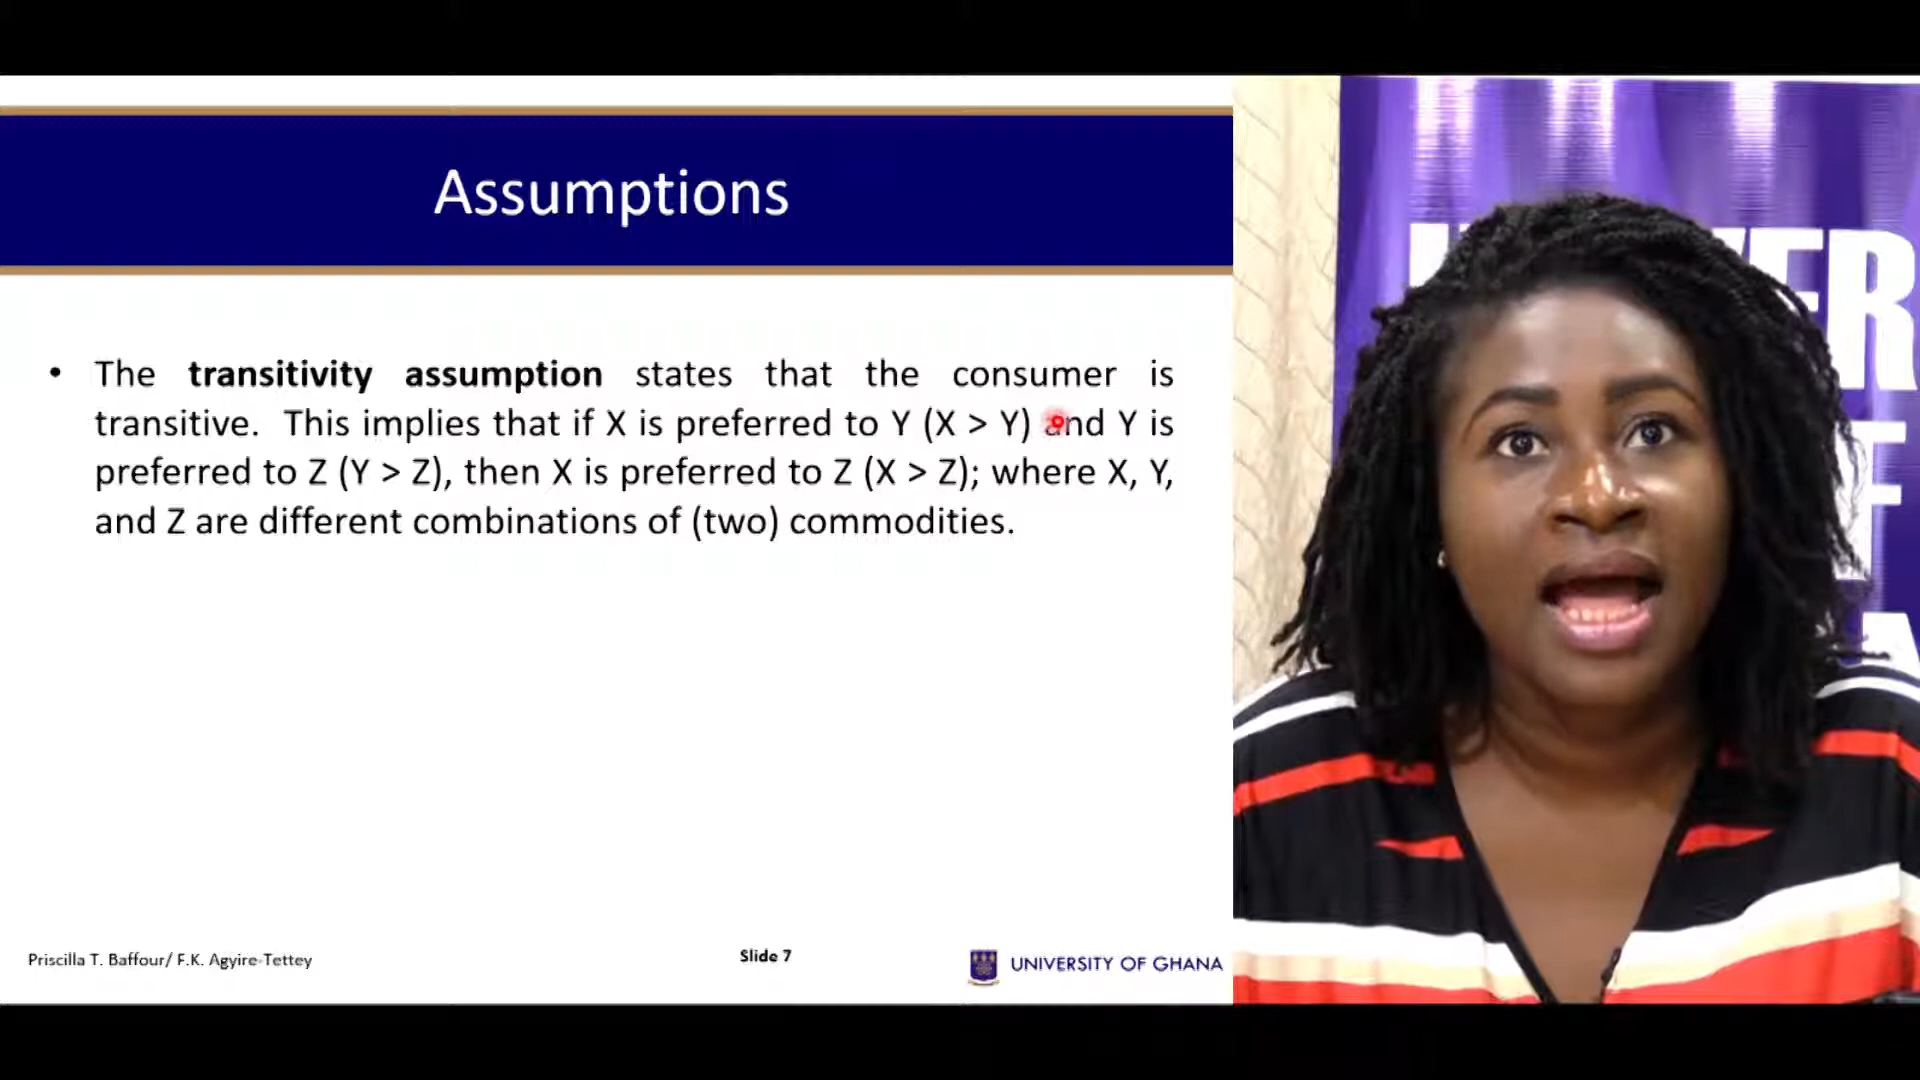 Assumptions
• The transitivity assumption states that the consumer is
transitive. This implies that if X is preferred to Y (X > Y) and Y is
preferred to Z (Y > Z), then X is preferred to Z (X > Z); where X, Y,
and Z are different combinations of (two) commodities.
Priscilla T. Baffour/ F.K. Agyire-Tettey
Slide 7
UNIVERSITY OF GHANA